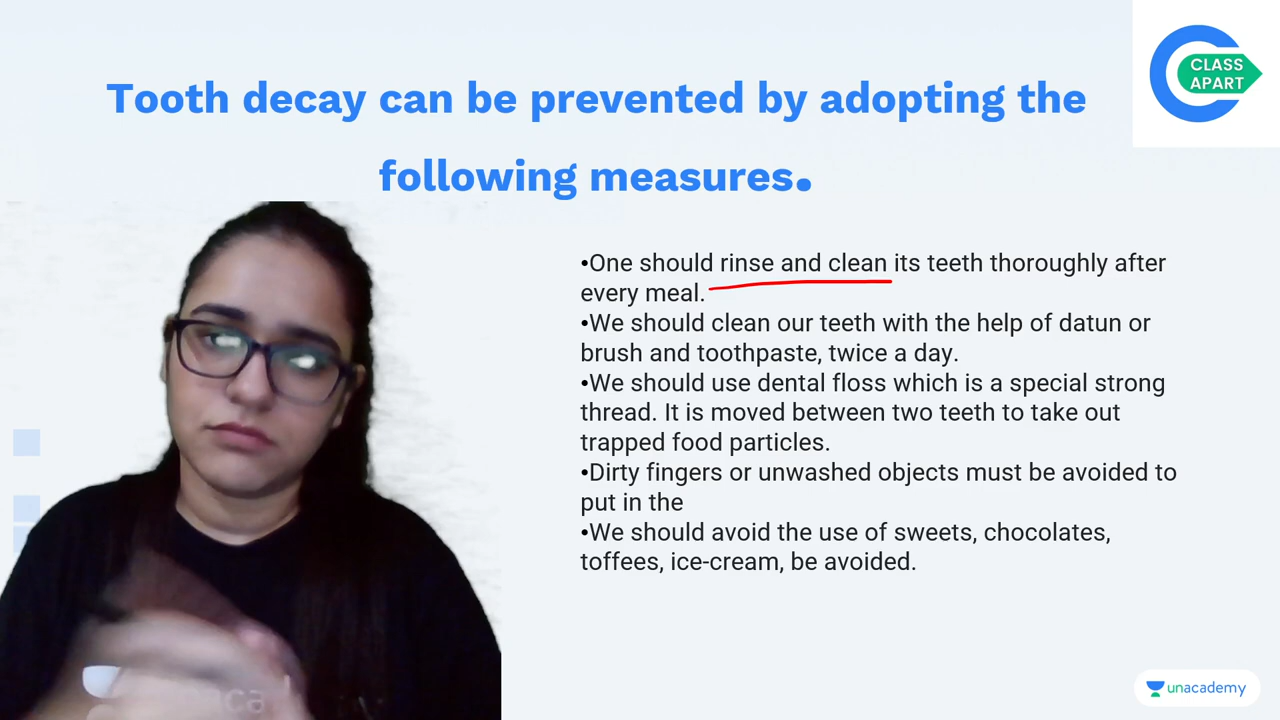 CLASS
APART
Tooth decay can be prevented by adopting the
following measures.
•One should rinse and clean its teeth thoroughly after
every meal.
•We should clean our teeth with the help of datun or
brush and toothpaste, twice a day.
•We should use dental floss which is a special strong
thread. It is moved between two teeth to take out
trapped food particles.
•Dirty fingers or unwashed objects must be avoided to
put in the
•We should avoid the use of sweets, chocolates,
toffees, ice-cream, be avoided.
unacademy